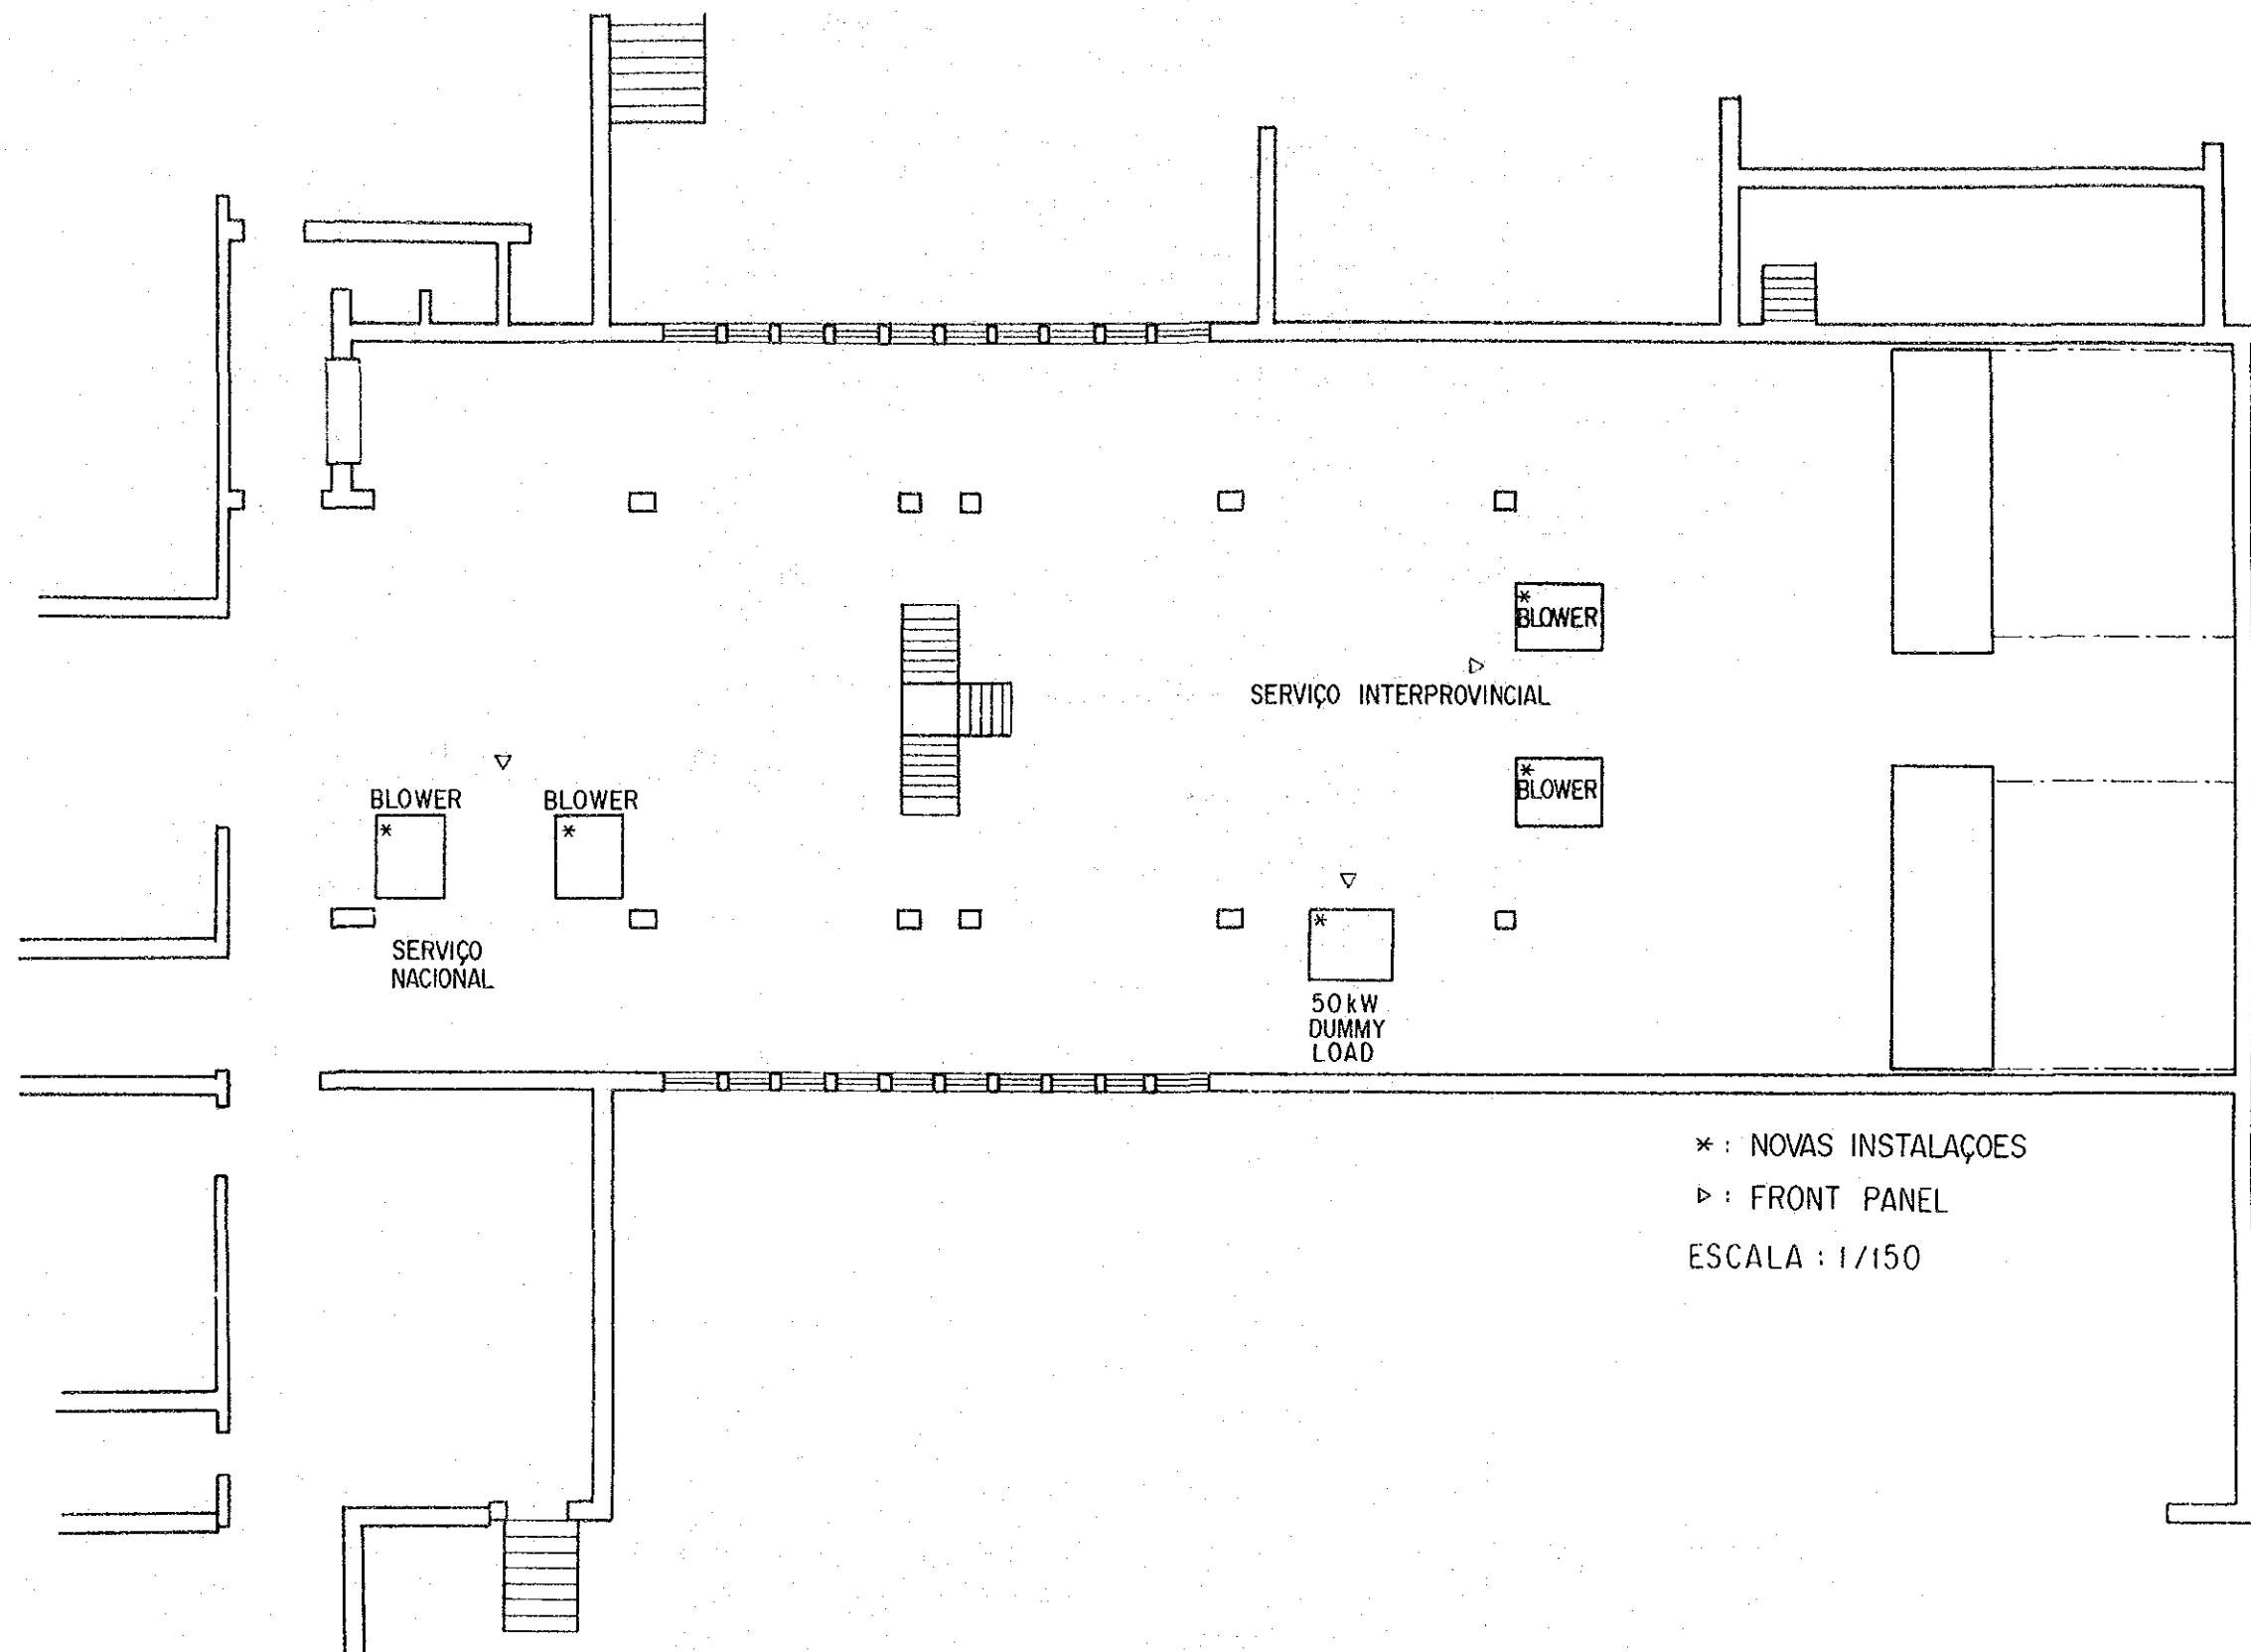 * BLOWER
SERVIÇO INTERPROVINCIAL
* BLOWER
BLOWER
*
BLOWER
*
SERVIÇO
NACIONAL
*
50kW
DUMMY
LOAD
* : NOVAS INSTALAÇOES
▷ : FRONT PANEL
ESCALA : 1/150